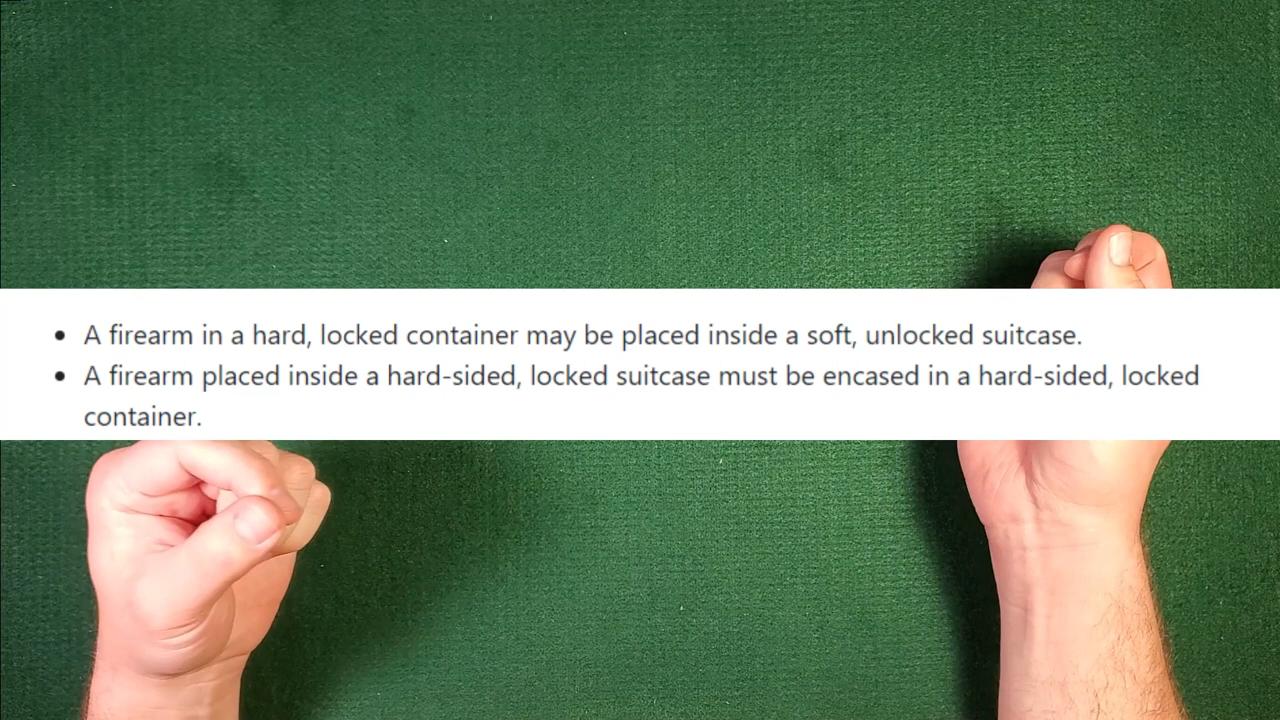 • A firearm in a hard, locked container may be placed inside a soft, unlocked suitcase.
• A firearm placed inside a hard-sided, locked suitcase must be encased in a hard-sided, locked
container.